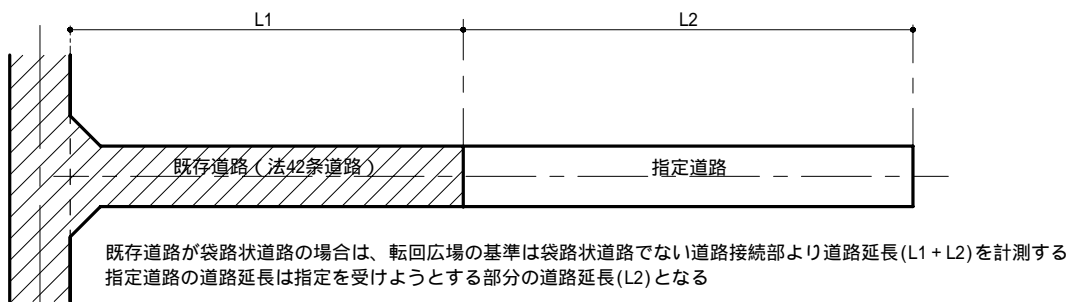 L1
L2
既存道路（法42条道路）
指定道路
既存道路が袋路状道路の場合は、転回広場の基準は袋路状道路でない道路接続部より道路延長(L1+L2)を計測する
指定道路の道路延長は指定を受けようとする部分の道路延長(L2)となる